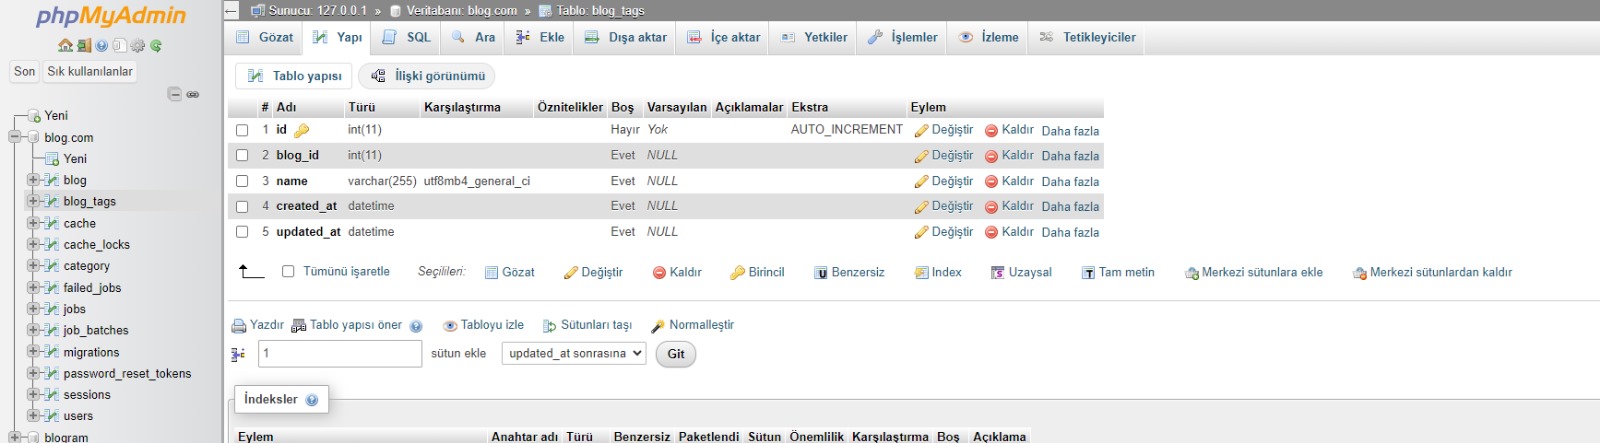 phpMyAdmin
Son Sık kullanılanlar
Yeni
blog.com
Yeni
blog
blog_tags
cache
cache_locks
category
failed_jobs
jobs
job_batches
migrations
password_reset_tokens
sessions
users
blogram
Sunucu: 127.0.0.1 » Veritabanı: blog.com » Tablo: blog_tags
Gözat Yapı SQL Ara Ekle Dışa aktar İçe aktar Yetkiler İşlemler İzleme Tetikleyiciler
Tablo yapısı İlişki görünümü
# Adı Türü Karşılaştırma Öznitelikler Boş Varsayılan Açıklamalar Ekstra Eylem
1 id int(11) Hayır Yok AUTO_INCREMENT Değiştir Kaldır Daha fazla
2 blog_id int(11) Evet NULL Değiştir Kaldır Daha fazla
3 name varchar(255) utf8mb4_general_ci Evet NULL Değiştir Kaldır Daha fazla
4 created_at datetime Evet NULL Değiştir Kaldır Daha fazla
5 updated_at datetime Evet NULL Değiştir Kaldır Daha fazla
Tümünü işaretle Seçilileri: Gözat Değiştir Kaldır Birincil Benzersiz Index Uzaysal Tam metin Merkezi sütunlara ekle Merkezi sütunlardan kaldır
Yazdır Tablo yapısı öner Tabloyu izle Sütunları taşı Normalleştir
1 sütun ekle updated_at sonrasına Git
İndeksler
Eylem Anahtar adı Türü Benzersiz Paketlendi Sütun Önemlilik Karşılaştırma Boş Açıklama